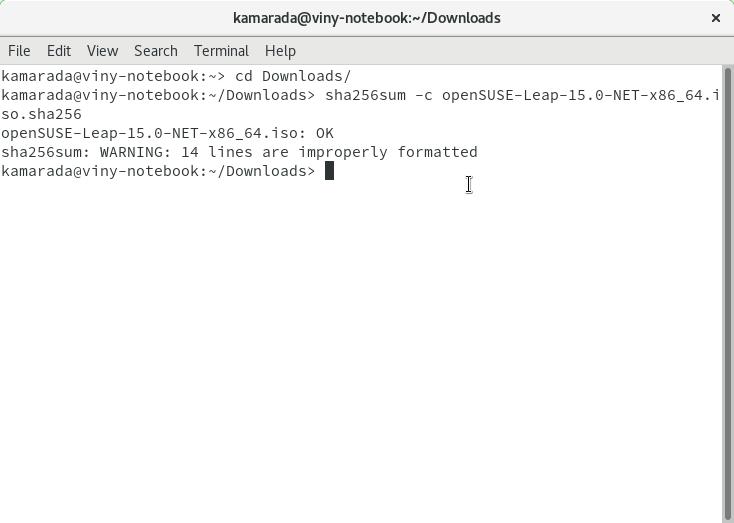 kamarada@viny-notebook:~/Downloads
File Edit View Search Terminal Help
kamarada@viny-notebook:~> cd Downloads/
kamarada@viny-notebook:~/Downloads> sha256sum -c openSUSE-Leap-15.0-NET-x86_64.i
so.sha256
openSUSE-Leap-15.0-NET-x86_64.iso: OK
sha256sum: WARNING: 14 lines are improperly formatted
kamarada@viny-notebook:~/Downloads>